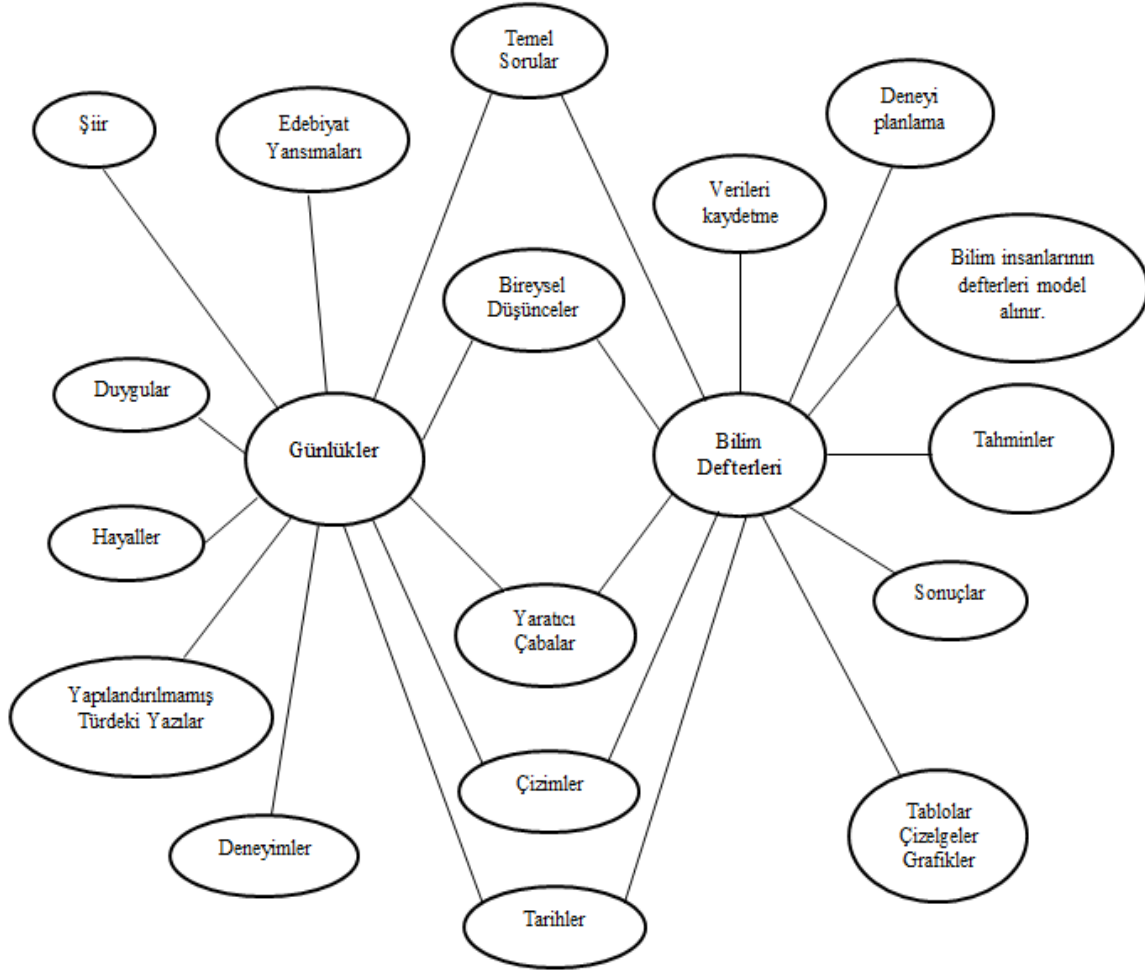 Temel
Sorular
Şiir
Edebiyat
Yansımaları
Deneyi
planlama
Verileri
kaydetme
Bireysel
Düşünceler
Bilim insanlarının
defterleri model
alınır.
Duygular
Günlükler
Bilim
Defterleri
Tahminler
Hayaller
Sonuçlar
Yaratıcı
Çabalar
Yapılandırılmamış
Türdeki Yazılar
Çizimler
Deneyimler
Tablolar
Çizelgeler
Grafikler
Tarihler